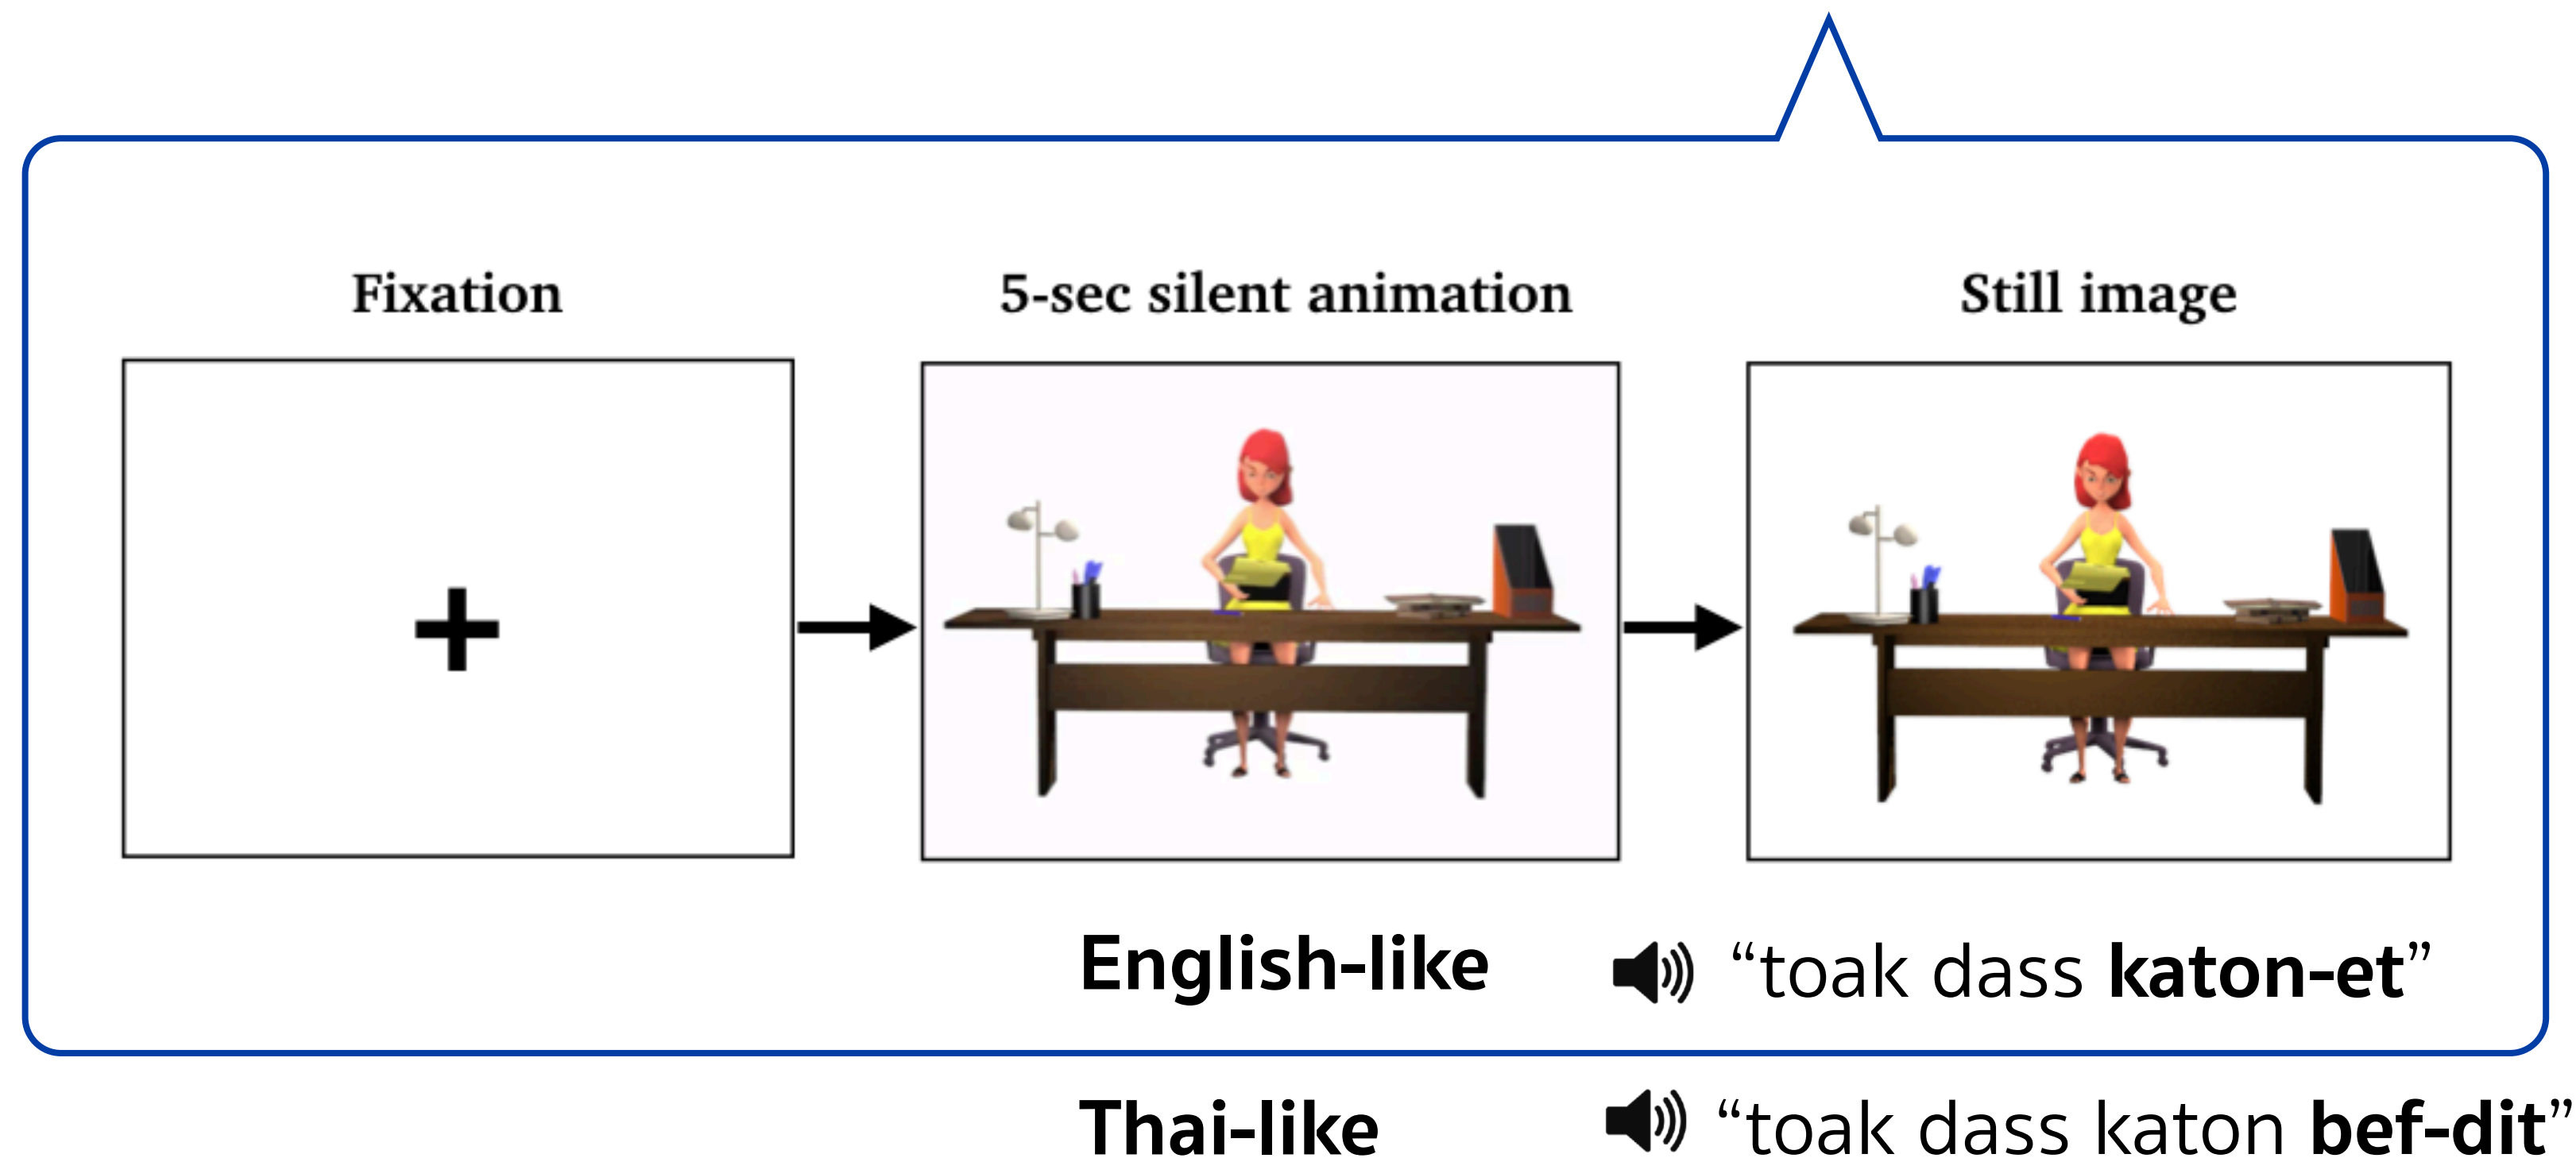 Fixation
5-sec silent animation
Still image
+
English-like “toak dass katon-et”
Thai-like “toak dass katon bef-dit”